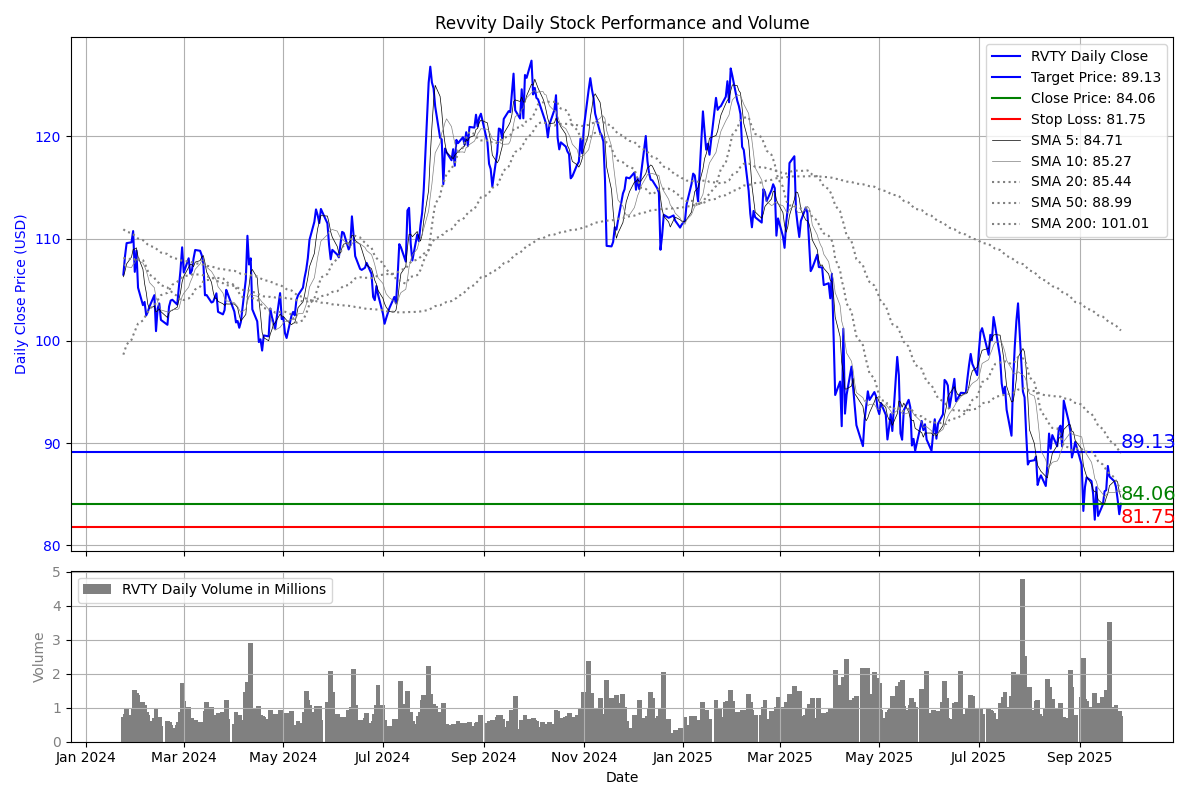 Revvity Daily Stock Performance and Volume
RVTY Daily Close
Target Price: 89.13
Close Price: 84.06
Stop Loss: 81.75
SMA 5: 84.71
SMA 10: 85.27
SMA 20: 85.44
SMA 50: 88.99
SMA 200: 101.01
Daily Close Price (USD)
120
110
100
90
80
89.13
84.06
81.75
RVTY Daily Volume in Millions
Volume
5
4
3
2
1
0
Jan 2024 Mar 2024 May 2024 Jul 2024 Sep 2024 Nov 2024 Jan 2025 Mar 2025 May 2025 Jul 2025 Sep 2025
Date